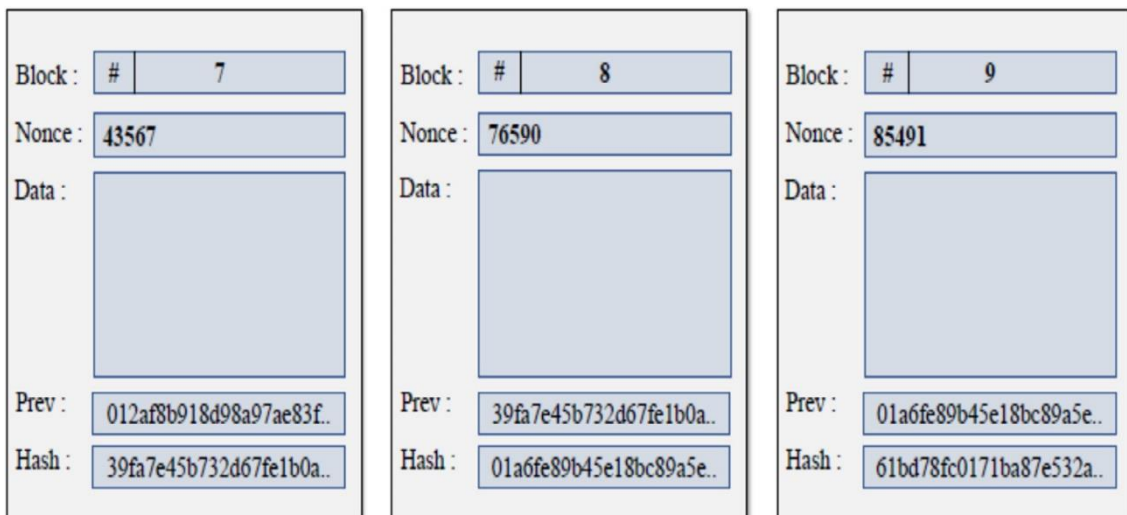 Block : # 7
Nonce : 43567
Data :
Prev : 012af8b918d98a97ae83f..
Hash : 39fa7e45b732d67fe1b0a..
Block : # 8
Nonce : 76590
Data :
Prev : 39fa7e45b732d67fe1b0a..
Hash : 01a6fe89b45e18bc89a5e..
Block : # 9
Nonce : 85491
Data :
Prev : 01a6fe89b45e18bc89a5e..
Hash : 61bd78fc0171ba87e532a..